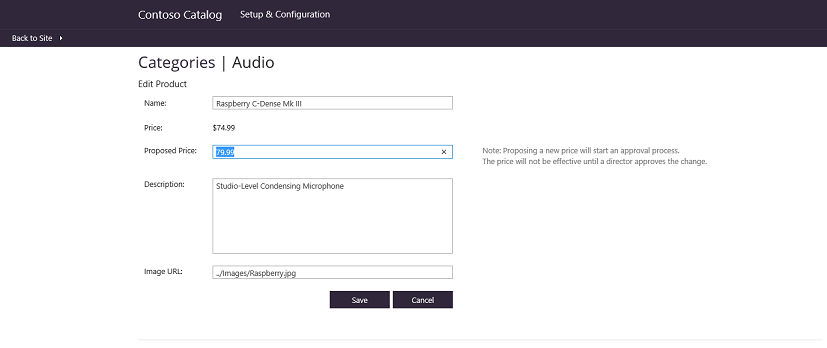 Contoso Catalog Setup & Configuration
Back to Site
Categories | Audio
Edit Product
Name: Raspberry C-Dense Mk III
Price: $74.99
Proposed Price: 79.99 × Note: Proposing a new price will start an approval process.
The price will not be effective until a director approves the change.
Description: Studio-Level Condensing Microphone
Image URL: ../Images/Raspberry.jpg
Save Cancel